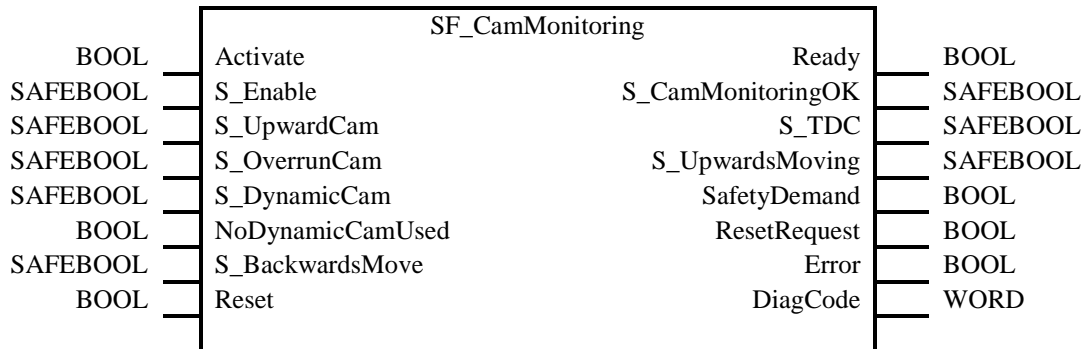 SF_CamMonitoring
BOOL Activate Ready BOOL
SAFEBOOL S_Enable S_CamMonitoringOK SAFEBOOL
SAFEBOOL S_UpwardCam S_TDC SAFEBOOL
SAFEBOOL S_OverrunCam S_UpwardsMoving SAFEBOOL
SAFEBOOL S_DynamicCam SafetyDemand BOOL
BOOL NoDynamicCamUsed ResetRequest BOOL
SAFEBOOL S_BackwardsMove Error BOOL
BOOL Reset DiagCode WORD